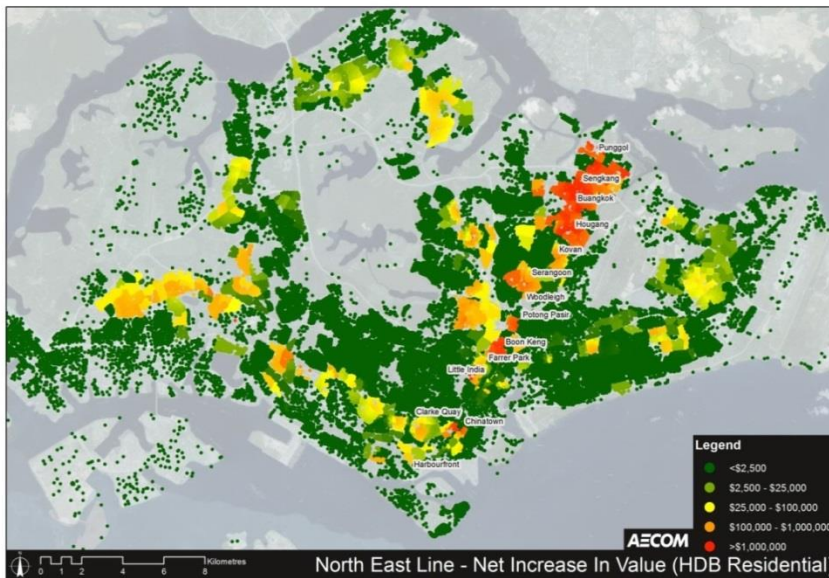 Punggol
Sengkang
Buangkok
Hougang
Kovan
Serangoon
Woodleigh
Potong Pasir
Boon Keng
Farrer Park
Little India
Clarke Quay
Chinatown
Harbourfront
Legend
<$2,500
$2,500 - $25,000
$25,000 - $100,000
$100,000 - $1,000,000
>$1,000,000
AECOM
Kilometres
0 1 2 4 6 8
North East Line - Net Increase In Value (HDB Residential